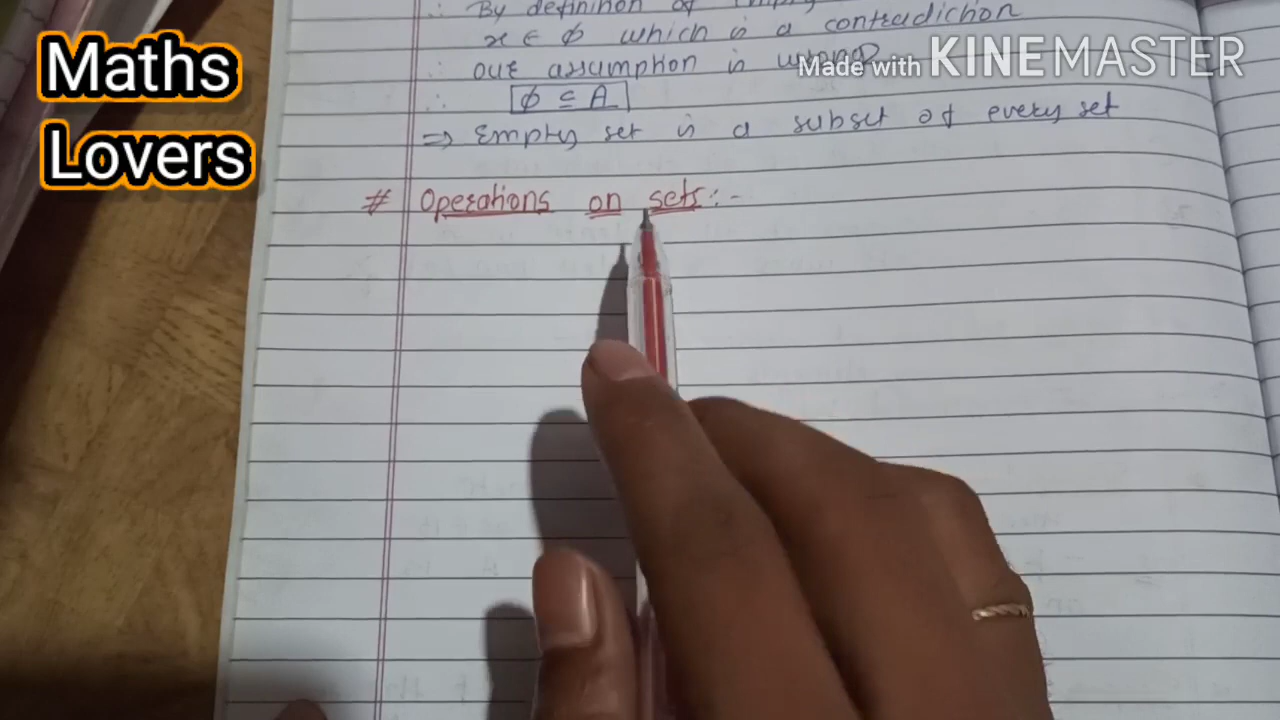 Maths
Lovers
Made with KINEMASTER
∴ By definition of
x ∈ ϕ which is a contradiction
∴ our assumption is wrong
∴ ϕ ⊆ A
⇒ Empty set is a subset of every set
# Operations on sets:-